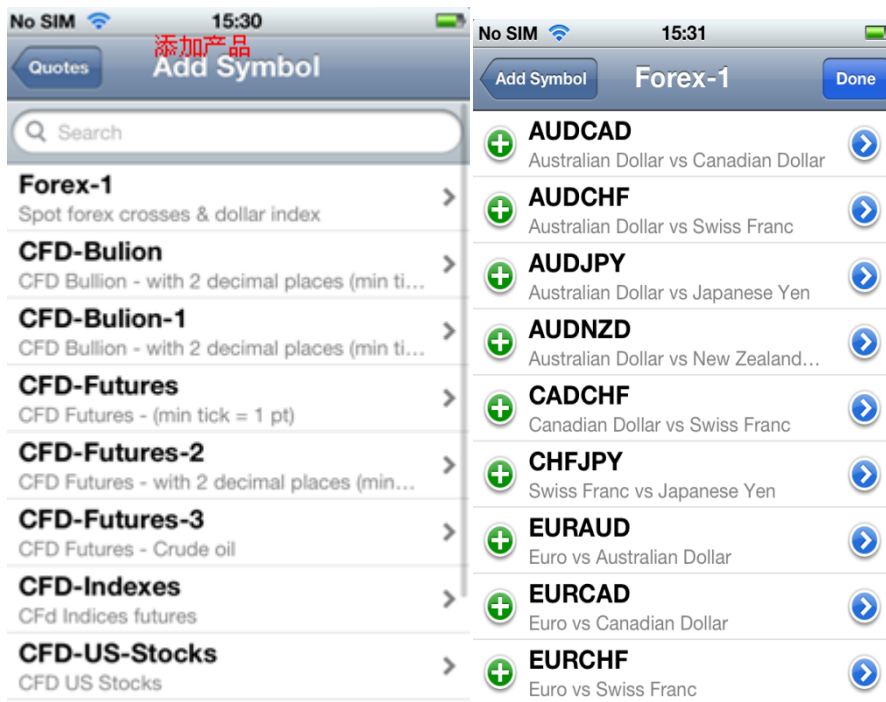 No SIM 15:30
添加产品
Quotes Add Symbol
Search
Forex-1
Spot forex crosses & dollar index
CFD-Bulion
CFD Bullion - with 2 decimal places (min ti...
CFD-Bulion-1
CFD Bullion - with 2 decimal places (min ti...
CFD-Futures
CFD Futures - (min tick = 1 pt)
CFD-Futures-2
CFD Futures - with 2 decimal places (min...
CFD-Futures-3
CFD Futures - Crude oil
CFD-Indexes
CFd Indices futures
CFD-US-Stocks
CFD US Stocks
No SIM 15:31
Add Symbol Forex-1 Done
AUDCAD
Australian Dollar vs Canadian Dollar
AUDCHF
Australian Dollar vs Swiss Franc
AUDJPY
Australian Dollar vs Japanese Yen
AUDNZD
Australian Dollar vs New Zealand...
CADCHF
Canadian Dollar vs Swiss Franc
CHFJPY
Swiss Franc vs Japanese Yen
EURAUD
Euro vs Australian Dollar
EURCAD
Euro vs Canadian Dollar
EURCHF
Euro vs Swiss Franc